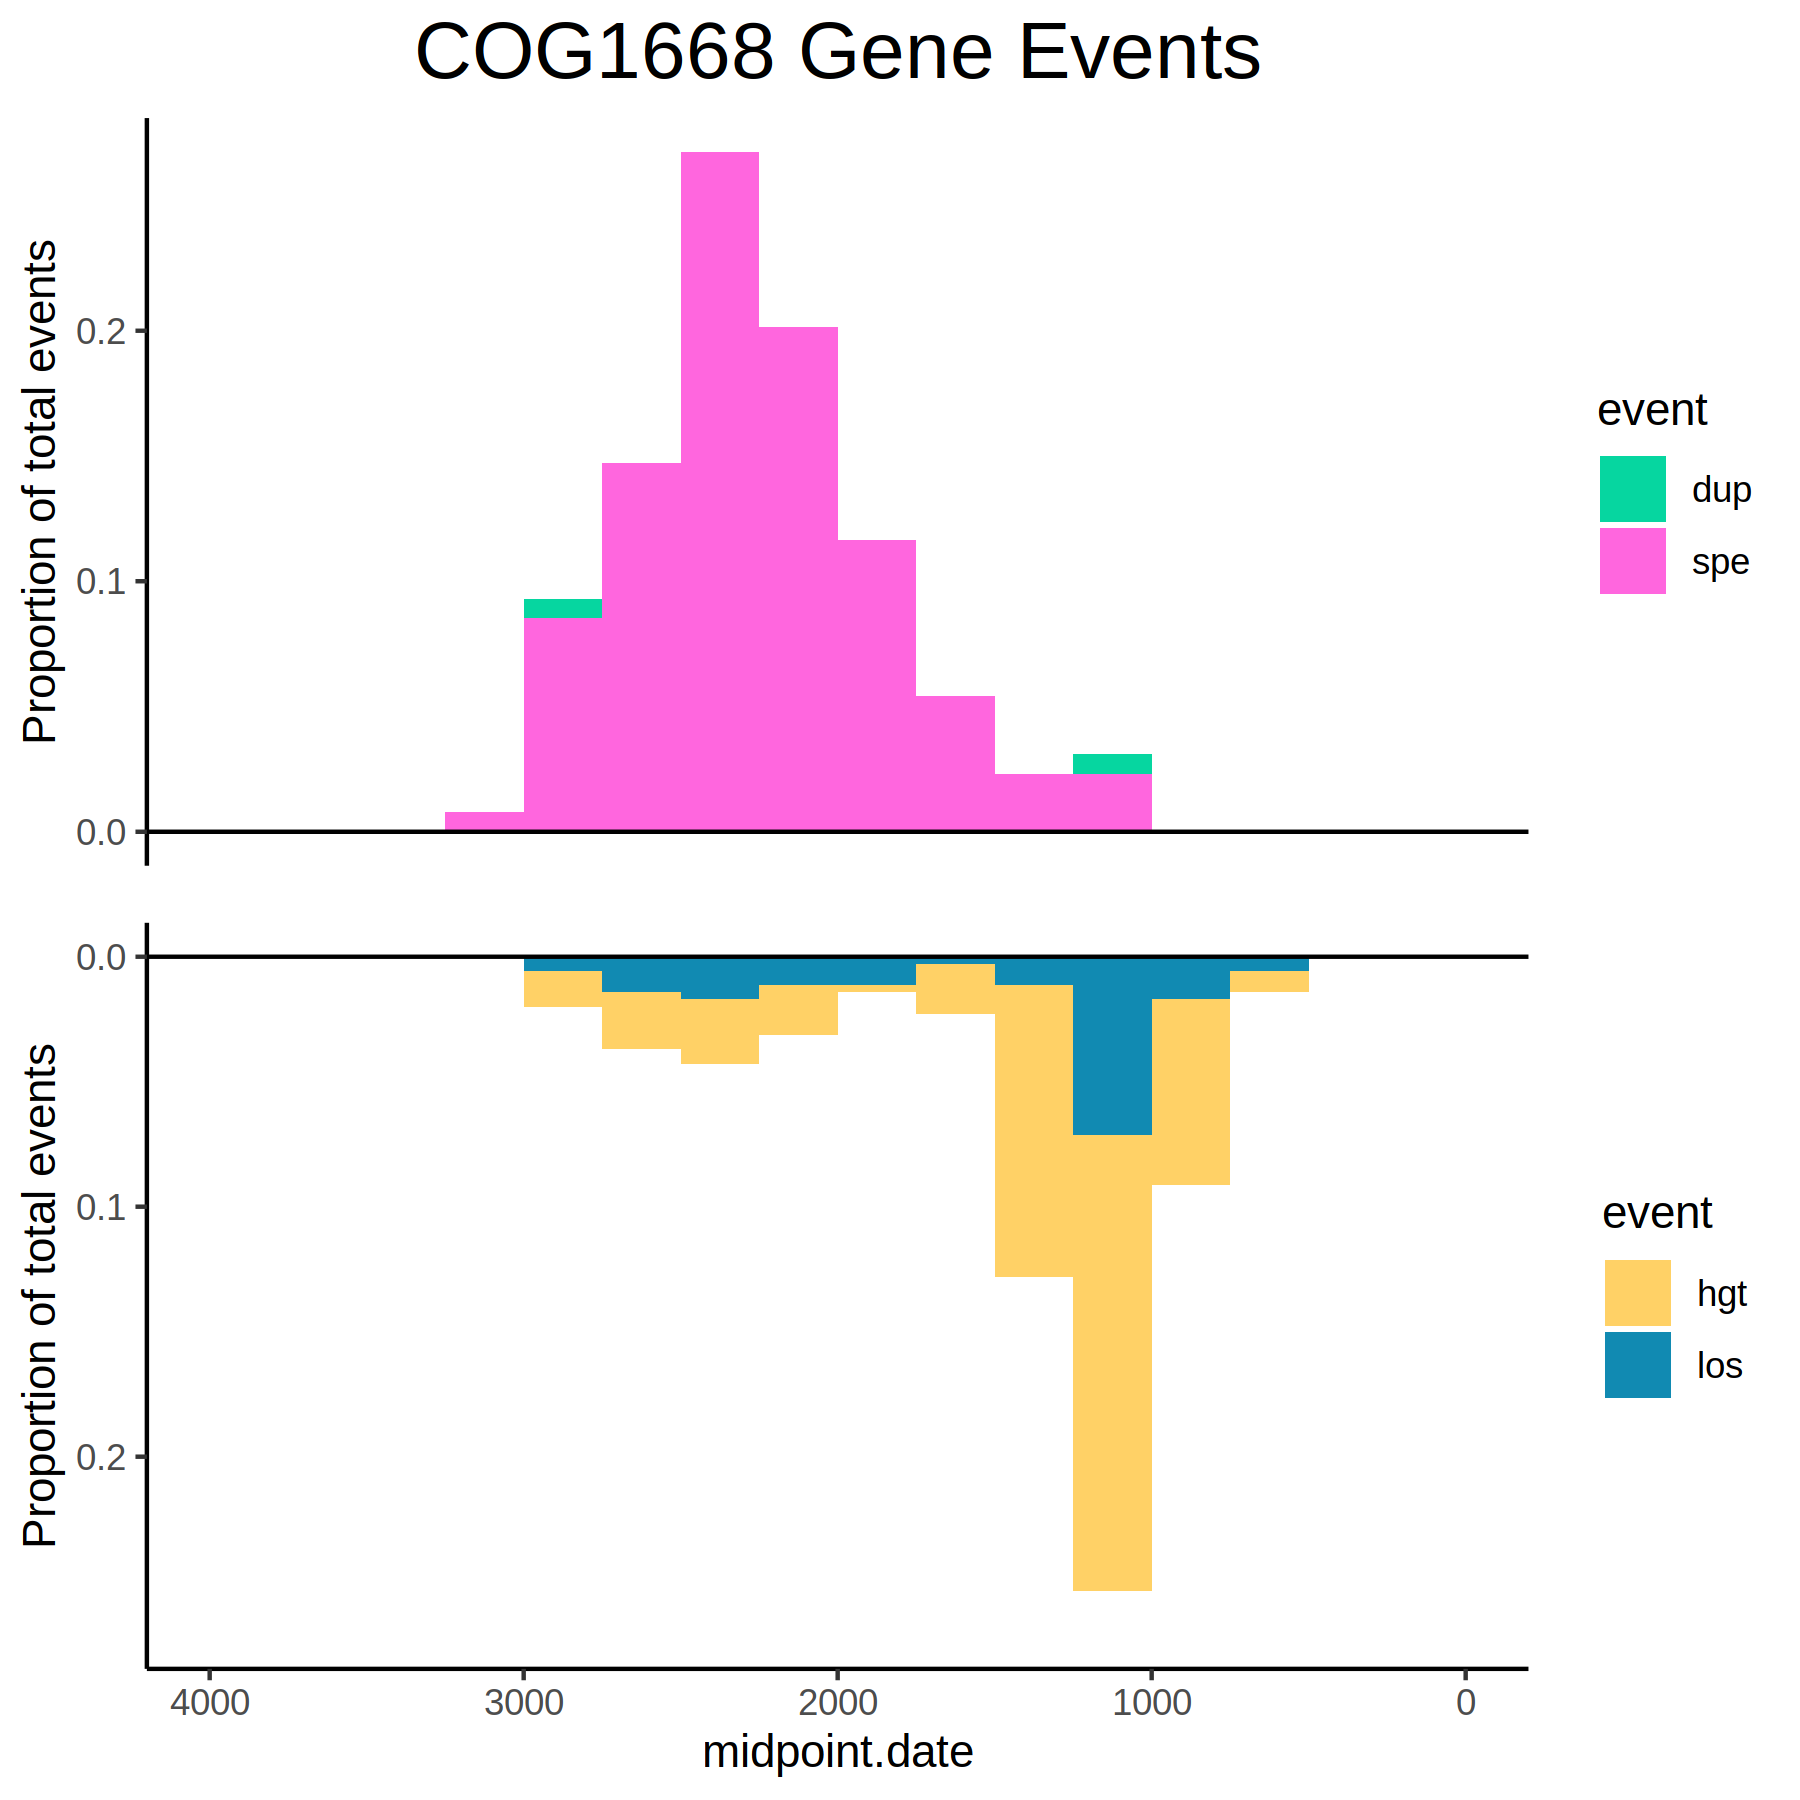 COG1668 Gene Events
Proportion of total events
0.2
0.1
0.0
event
dup
spe
Proportion of total events
0.0
0.1
0.2
event
hgt
los
4000 3000 2000 1000 0
midpoint.date